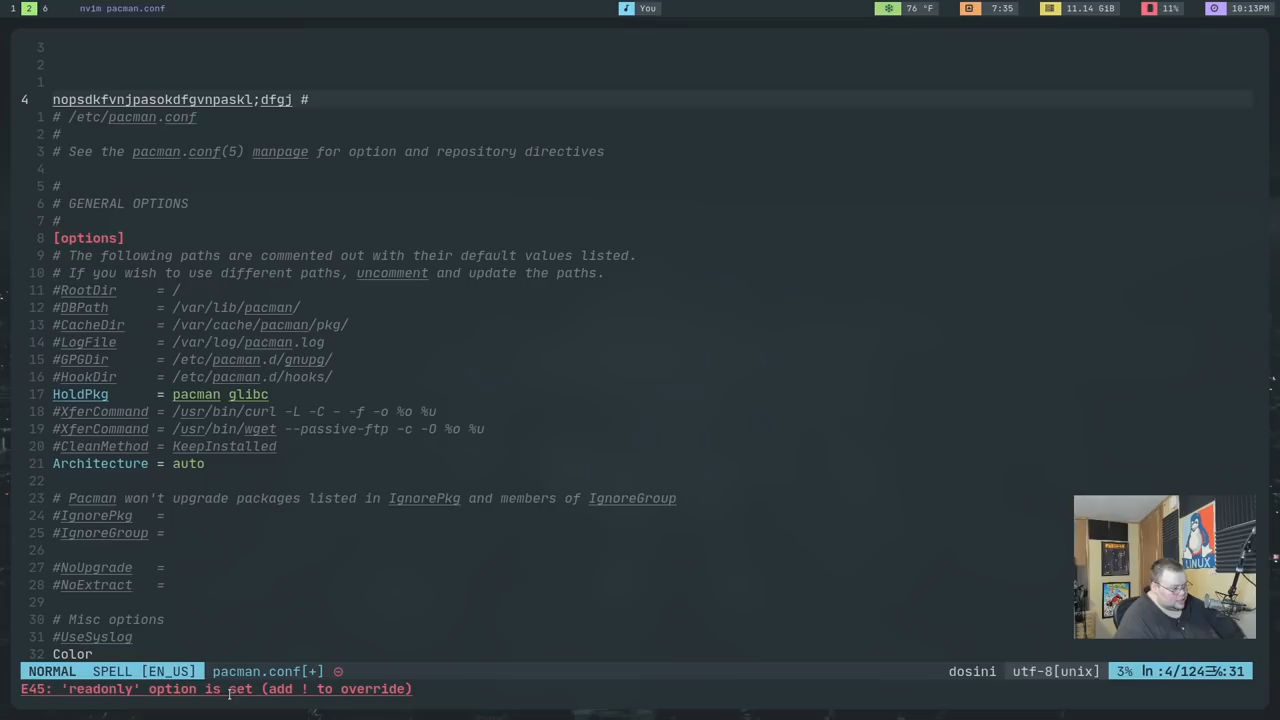 1 2 6 nvim pacman.conf You 76 °F 7:35 11.14 GiB 11% 10:13PM
3
2
1
4 nopsdkfvnjpasokdfgvnpaskl;dfgj #
1 # /etc/pacman.conf
2 #
3 # See the pacman.conf(5) manpage for option and repository directives
4
5 #
6 # GENERAL OPTIONS
7 #
8 [options]
9 # The following paths are commented out with their default values listed.
10 # If you wish to use different paths, uncomment and update the paths.
11 #RootDir     = /
12 #DBPath      = /var/lib/pacman/
13 #CacheDir    = /var/cache/pacman/pkg/
14 #LogFile     = /var/log/pacman.log
15 #GPGDir      = /etc/pacman.d/gnupg/
16 #HookDir     = /etc/pacman.d/hooks/
17 HoldPkg      = pacman glibc
18 #XferCommand = /usr/bin/curl -L -C - -f -o %o %u
19 #XferCommand = /usr/bin/wget --passive-ftp -c -O %o %u
20 #CleanMethod = KeepInstalled
21 Architecture = auto
22
23 # Pacman won't upgrade packages listed in IgnorePkg and members of IgnoreGroup
24 #IgnorePkg   =
25 #IgnoreGroup =
26
27 #NoUpgrade   =
28 #NoExtract   =
29
30 # Misc options
31 #UseSyslog
32 Color
LINUX
NORMAL SPELL [EN_US] pacman.conf[+] dosini utf-8[unix] 3% ln :4/124☰℅:31
E45: 'readonly' option is set (add ! to override)